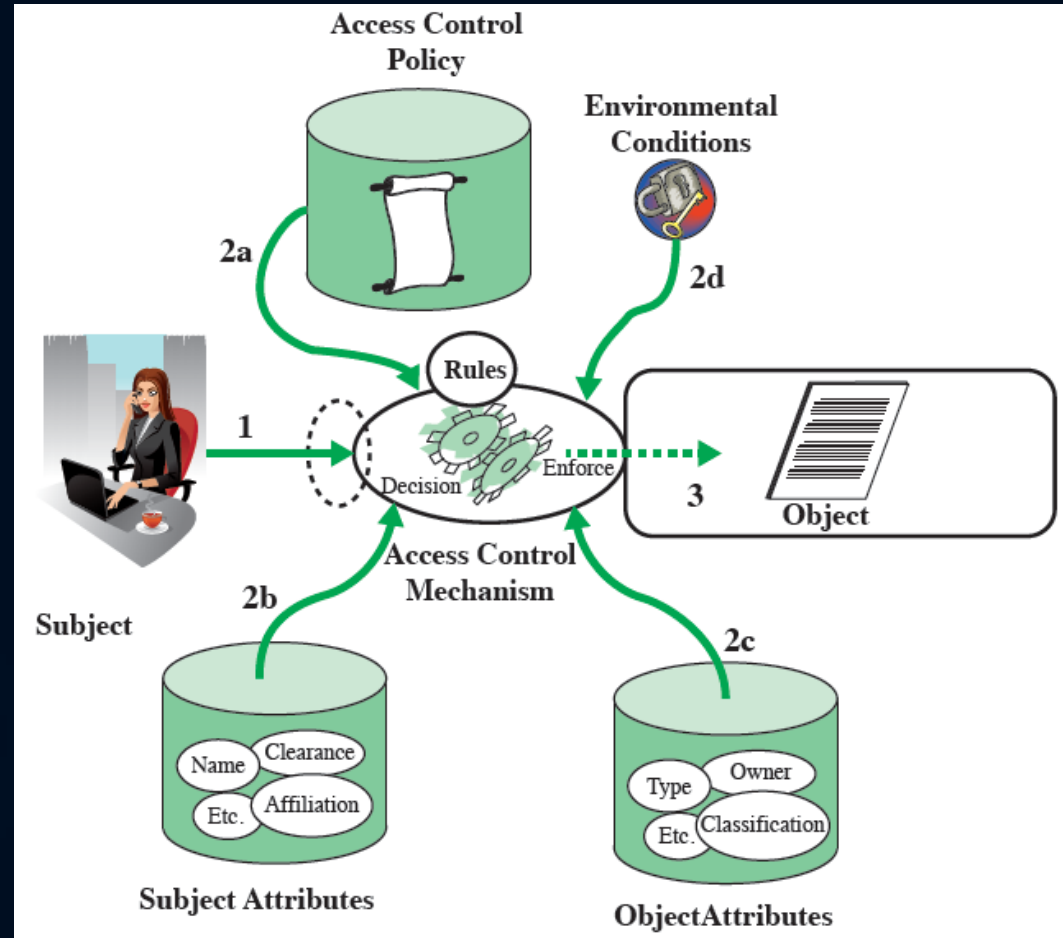 Access Control
Policy
Environmental
Conditions
2a
2d
Rules
1
Decision
Enforce
3
Object
Access Control
Mechanism
2b
Subject
2c
Name
Clearance
Etc.
Affiliation
Type
Owner
Etc.
Classification
Subject Attributes
ObjectAttributes